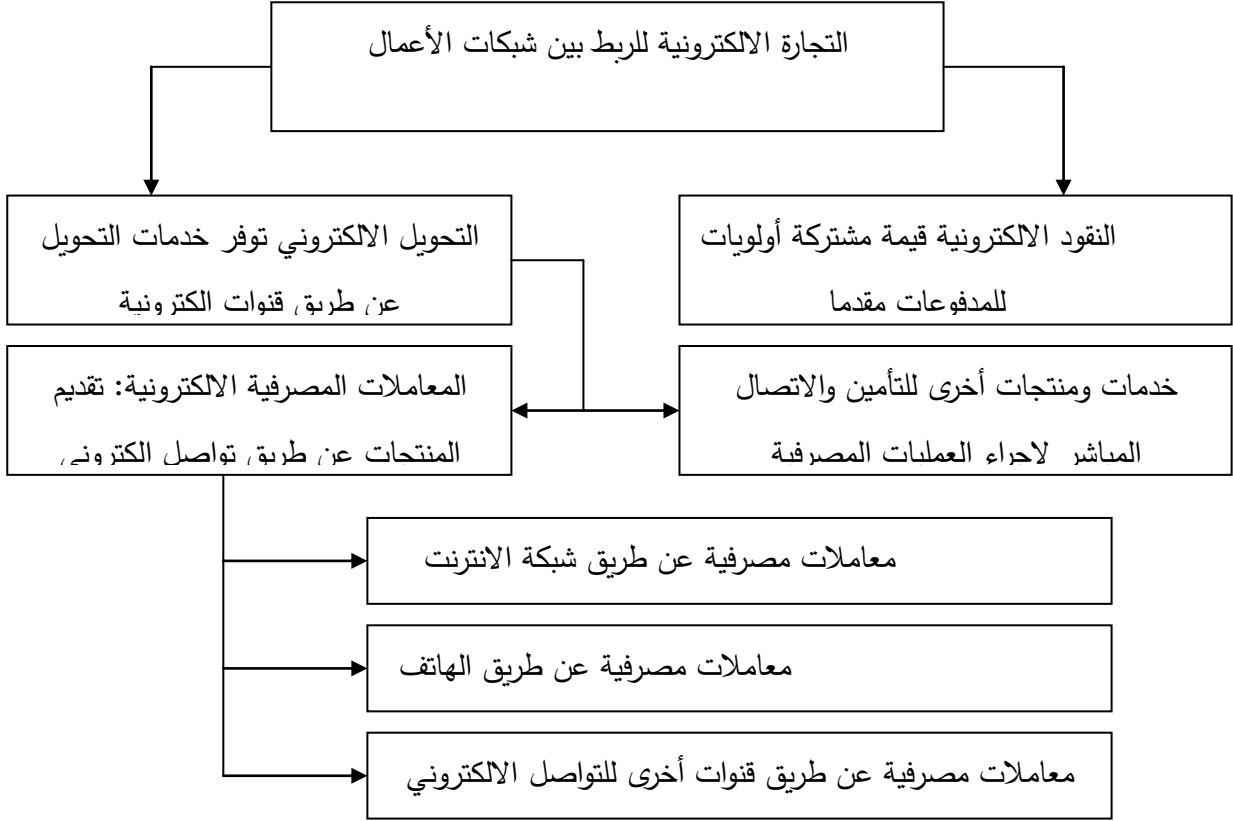 التجارة الالكترونية للربط بين شبكات الأعمال
النقود الالكترونية قيمة مشتركة أولويات
للمدفوعات مقدما
التحويل الالكتروني توفر خدمات التحويل
عن طريق قنوات الكترونية
خدمات ومنتجات أخرى للتأمين والاتصال
المباشر لاجراء العمليات المصرفية
المعاملات المصرفية الالكترونية: تقديم
المنتجات عن طريق تواصل الكتروني
معاملات مصرفية عن طريق شبكة الانترنت
معاملات مصرفية عن طريق الهاتف
معاملات مصرفية عن طريق قنوات أخرى للتواصل الالكتروني